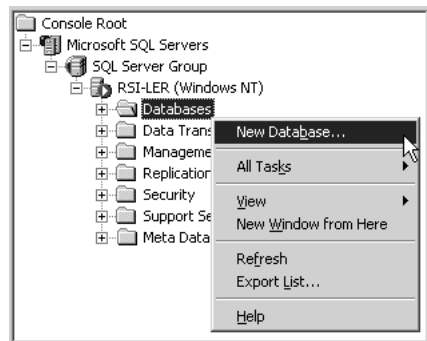 Console Root
Microsoft SQL Servers
SQL Server Group
RSI-LER (Windows NT)
Databases
Data Trans
Manageme
Replication
Security
Support Se
Meta Data
New Database...
All Tasks
View
New Window from Here
Refresh
Export List...
Help